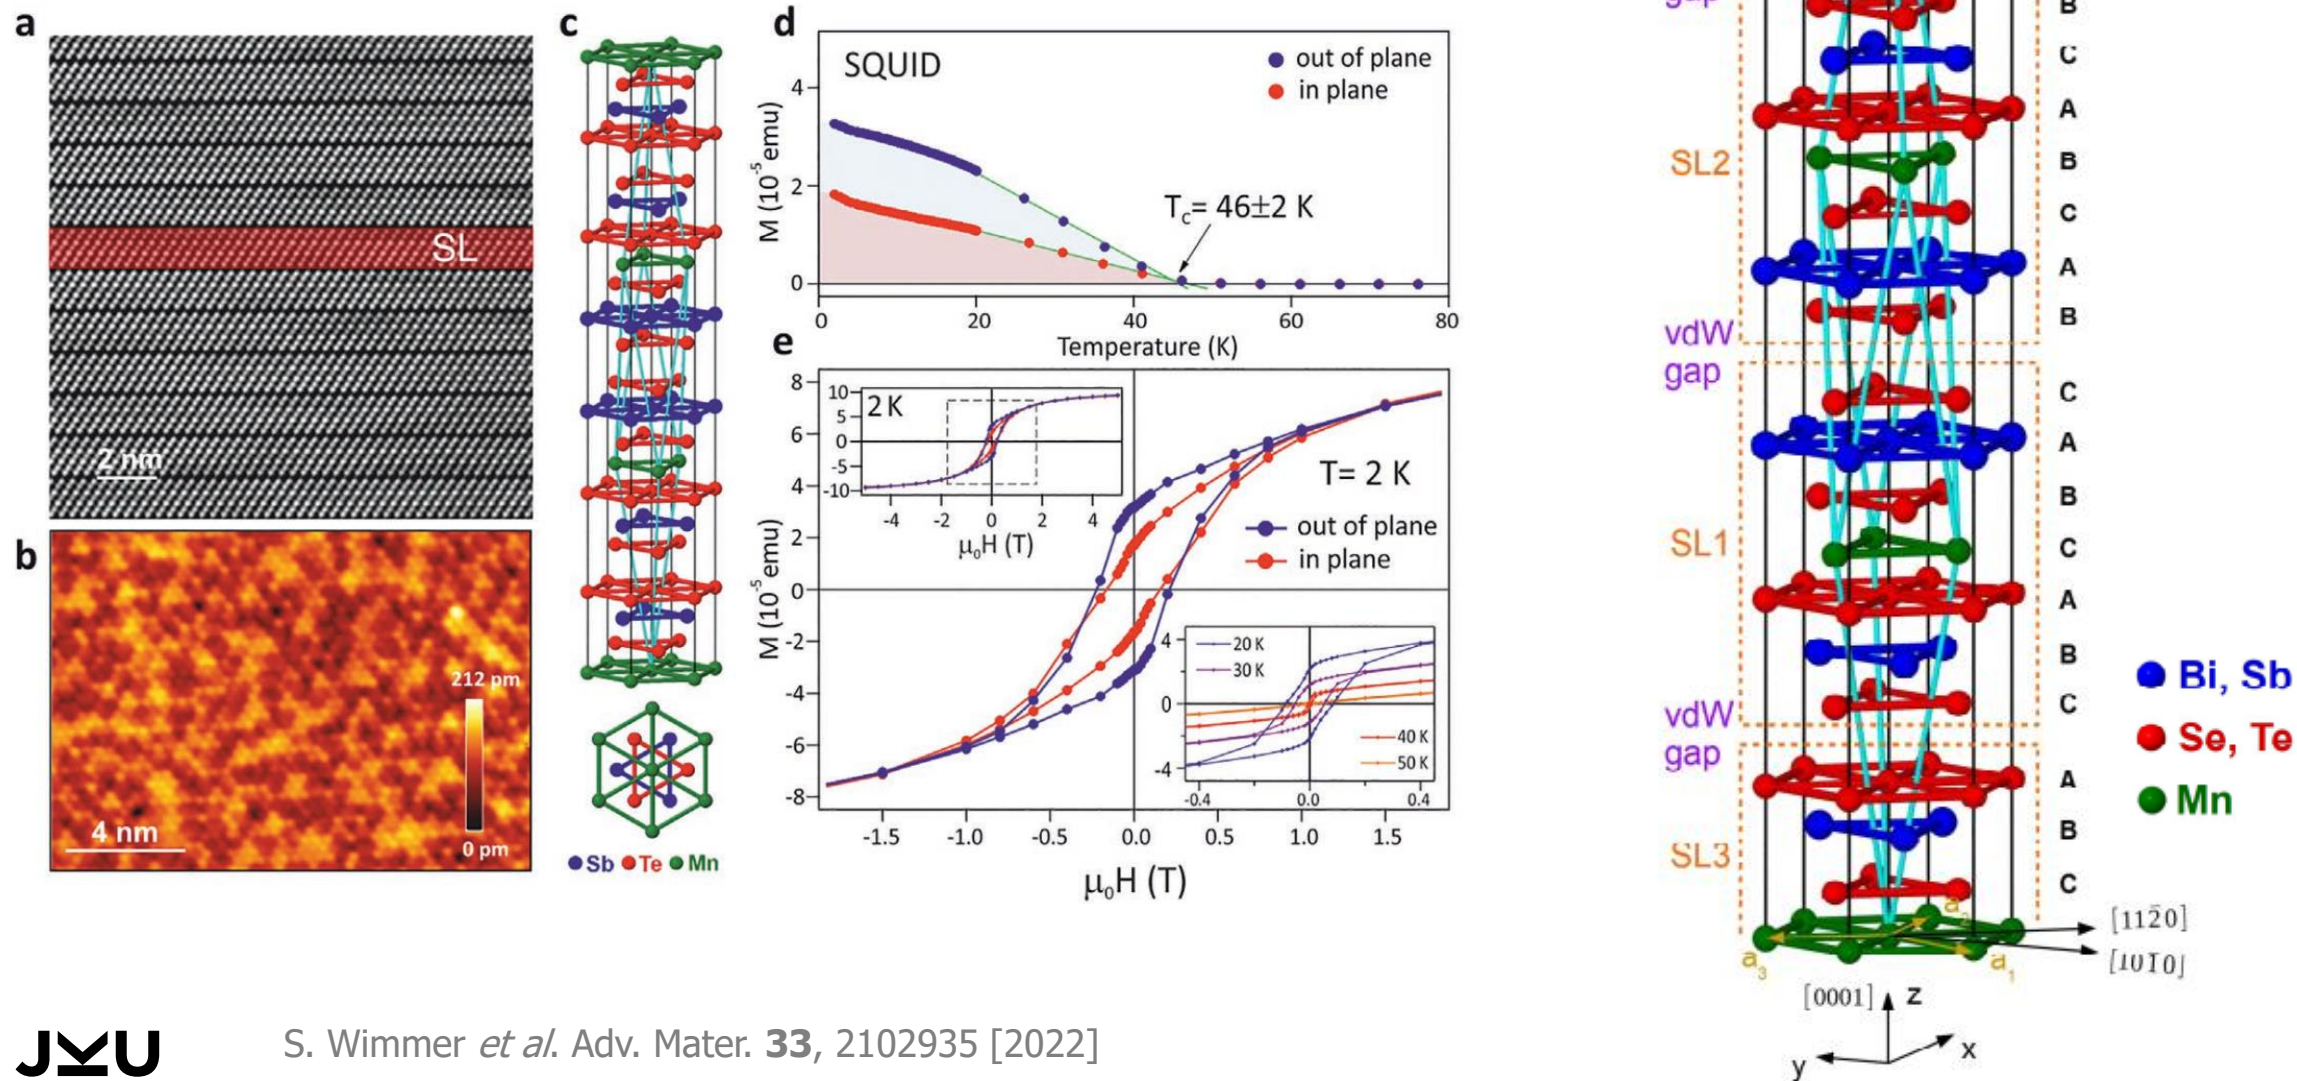 a
SL
2 nm
b
4 nm
212 pm
0 pm
c
Sb Te Mn
d
SQUID
out of plane
in plane
T_c= 46±2 K
M (10⁻⁵ emu)
4
2
0
0 20 40 60 80
Temperature (K)
e
8
6
4
2
0
-2
-4
-6
-8
M (10⁻⁵ emu)
2 K
10
5
0
-5
-10
-4 -2 0 2 4
μ₀H (T)
T= 2 K
out of plane
in plane
20 K
30 K
40 K
50 K
4
0
-4
-0.4 0.0 0.4
-1.5 -1.0 -0.5 0.0 0.5 1.0 1.5
μ₀H (T)
gap
B
C
A
SL2
B
C
A
B
vdW
gap
C
A
B
SL1
C
A
B
C
vdW
gap
A
B
SL3
C
Bi, Sb
Se, Te
Mn
a₂
a₃
a₁
[112̄0]
[101̄0]
[0001]
z
y
x
JKU
S. Wimmer et al. Adv. Mater. 33, 2102935 [2022]